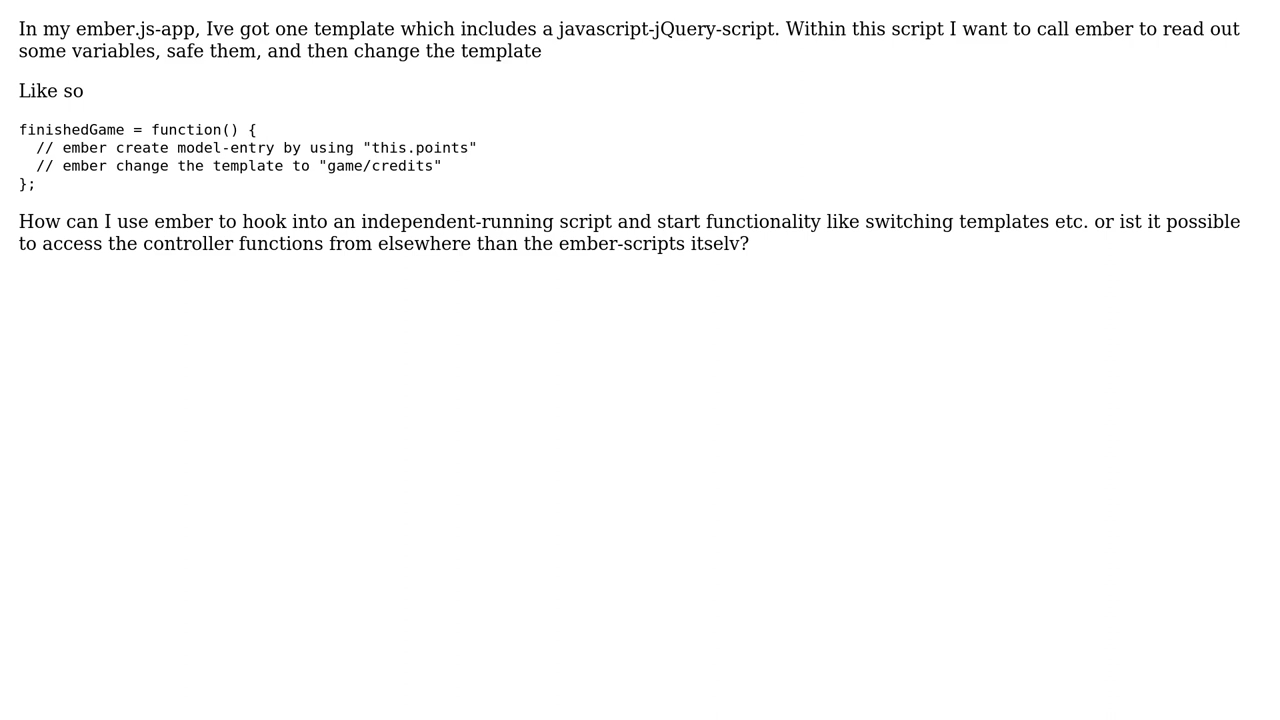 In my ember.js-app, Ive got one template which includes a javascript-jQuery-script. Within this script I want to call ember to read out
some variables, safe them, and then change the template
Like so
finishedGame = function() {
  // ember create model-entry by using "this.points"
  // ember change the template to "game/credits"
};
How can I use ember to hook into an independent-running script and start functionality like switching templates etc. or ist it possible
to access the controller functions from elsewhere than the ember-scripts itselv?